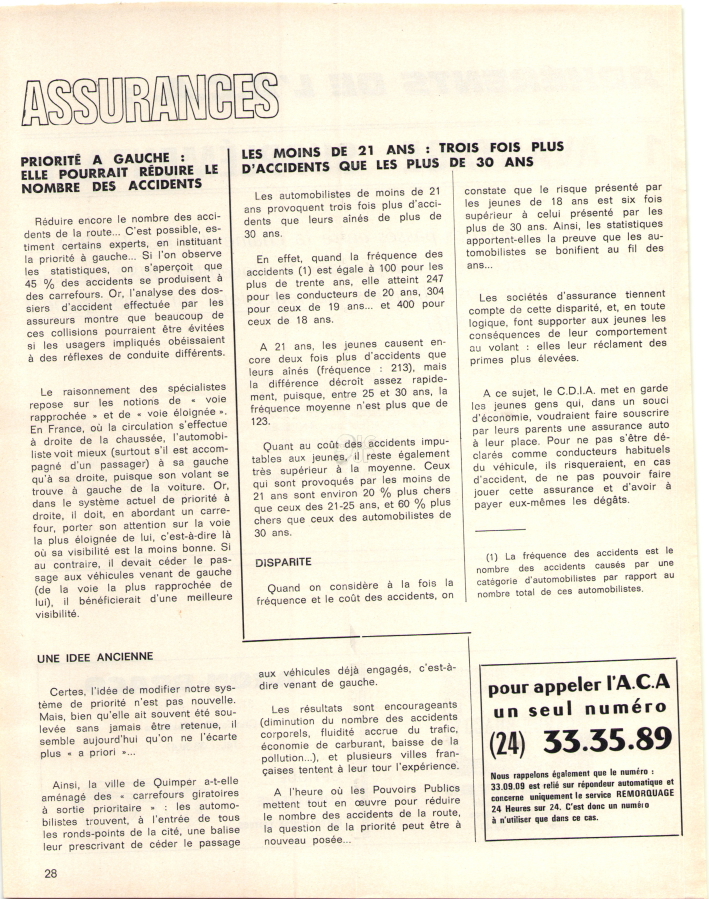 ASSURANCES
PRIORITÉ A GAUCHE :
ELLE POURRAIT RÉDUIRE LE
NOMBRE DES ACCIDENTS
Réduire encore le nombre des acci-
dents de la route... C'est possible, es-
timent certains experts, en instituant
la priorité à gauche... Si l'on observe
les statistiques, on s'aperçoit que
45 % des accidents se produisent à
des carrefours. Or, l'analyse des dos-
siers d'accident effectuée par les
assureurs montre que beaucoup de
ces collisions pourraient être évitées
si les usagers impliqués obéissaient
à des réflexes de conduite différents.
Le raisonnement des spécialistes
repose sur les notions de « voie
rapprochée » et de « voie éloignée ».
En France, où la circulation s'effectue
à droite de la chaussée, l'automobi-
liste voit mieux (surtout s'il est accom-
pagné d'un passager) à sa gauche
qu'à sa droite, puisque son volant se
trouve à gauche de la voiture. Or,
dans le système actuel de priorité à
droite, il doit, en abordant un carre-
four, porter son attention sur la voie
la plus éloignée de lui, c'est-à-dire là
où sa visibilité est la moins bonne. Si
au contraire, il devait céder le pas-
sage aux véhicules venant de gauche
(de la voie la plus rapprochée de
lui), il bénéficierait d'une meilleure
visibilité.
UNE IDEE ANCIENNE
Certes, l'idée de modifier notre sys-
tème de priorité n'est pas nouvelle.
Mais, bien qu'elle ait souvent été sou-
levée sans jamais être retenue, il
semble aujourd'hui qu'on ne l'écarte
plus « a priori »...
Ainsi, la ville de Quimper a-t-elle
aménagé des « carrefours giratoires
à sortie prioritaire » : les automo-
bilistes trouvent, à l'entrée de tous
les ronds-points de la cité, une balise
leur prescrivant de céder le passage
aux véhicules déjà engagés, c'est-à-
dire venant de gauche.
Les résultats sont encourageants
(diminution du nombre des accidents
corporels, fluidité accrue du trafic,
économie de carburant, baisse de la
pollution...), et plusieurs villes fran-
çaises tentent à leur tour l'expérience.
A l'heure où les Pouvoirs Publics
mettent tout en œuvre pour réduire
le nombre des accidents de la route,
la question de la priorité peut être à
nouveau posée...
LES MOINS DE 21 ANS : TROIS FOIS PLUS
D'ACCIDENTS QUE LES PLUS DE 30 ANS
Les automobilistes de moins de 21
ans provoquent trois fois plus d'acci-
dents que leurs aînés de plus de
30 ans.
En effet, quand la fréquence des
accidents (1) est égale à 100 pour les
plus de trente ans, elle atteint 247
pour les conducteurs de 20 ans, 304
pour ceux de 19 ans... et 400 pour
ceux de 18 ans.
A 21 ans, les jeunes causent en-
core deux fois plus d'accidents que
leurs aînés (fréquence : 213), mais
la différence décroît assez rapide-
ment, puisque, entre 25 et 30 ans, la
fréquence moyenne n'est plus que de
123.
Quant au coût des accidents impu-
tables aux jeunes, il reste également
très supérieur à la moyenne. Ceux
qui sont provoqués par les moins de
21 ans sont environ 20 % plus chers
que ceux des 21-25 ans, et 60 % plus
chers que ceux des automobilistes de
30 ans.
DISPARITE
Quand on considère à la fois la
fréquence et le coût des accidents, on
constate que le risque présenté par
les jeunes de 18 ans est six fois
supérieur à celui présenté par les
plus de 30 ans. Ainsi, les statistiques
apportent-elles la preuve que les au-
tomobilistes se bonifient au fil des
ans...
Les sociétés d'assurance tiennent
compte de cette disparité, et, en toute
logique, font supporter aux jeunes les
conséquences de leur comportement
au volant : elles leur réclament des
primes plus élevées.
A ce sujet, le C.D.I.A. met en garde
les jeunes gens qui, dans un souci
d'économie, voudraient faire souscrire
par leurs parents une assurance auto
à leur place. Pour ne pas s'être dé-
clarés comme conducteurs habituels
du véhicule, ils risqueraient, en cas
d'accident, de ne pas pouvoir faire
jouer cette assurance et d'avoir à
payer eux-mêmes les dégâts.
(1) La fréquence des accidents est le
nombre des accidents causés par une
catégorie d'automobilistes par rapport au
nombre total de ces automobilistes.
pour appeler l'A.C.A
un seul numéro
(24) 33.35.89
Nous rappelons également que le numéro :
33.09.09 est relié sur répondeur automatique et
concerne uniquement le service REMORQUAGE
24 Heures sur 24. C'est donc un numéro
à n'utiliser que dans ce cas.
28